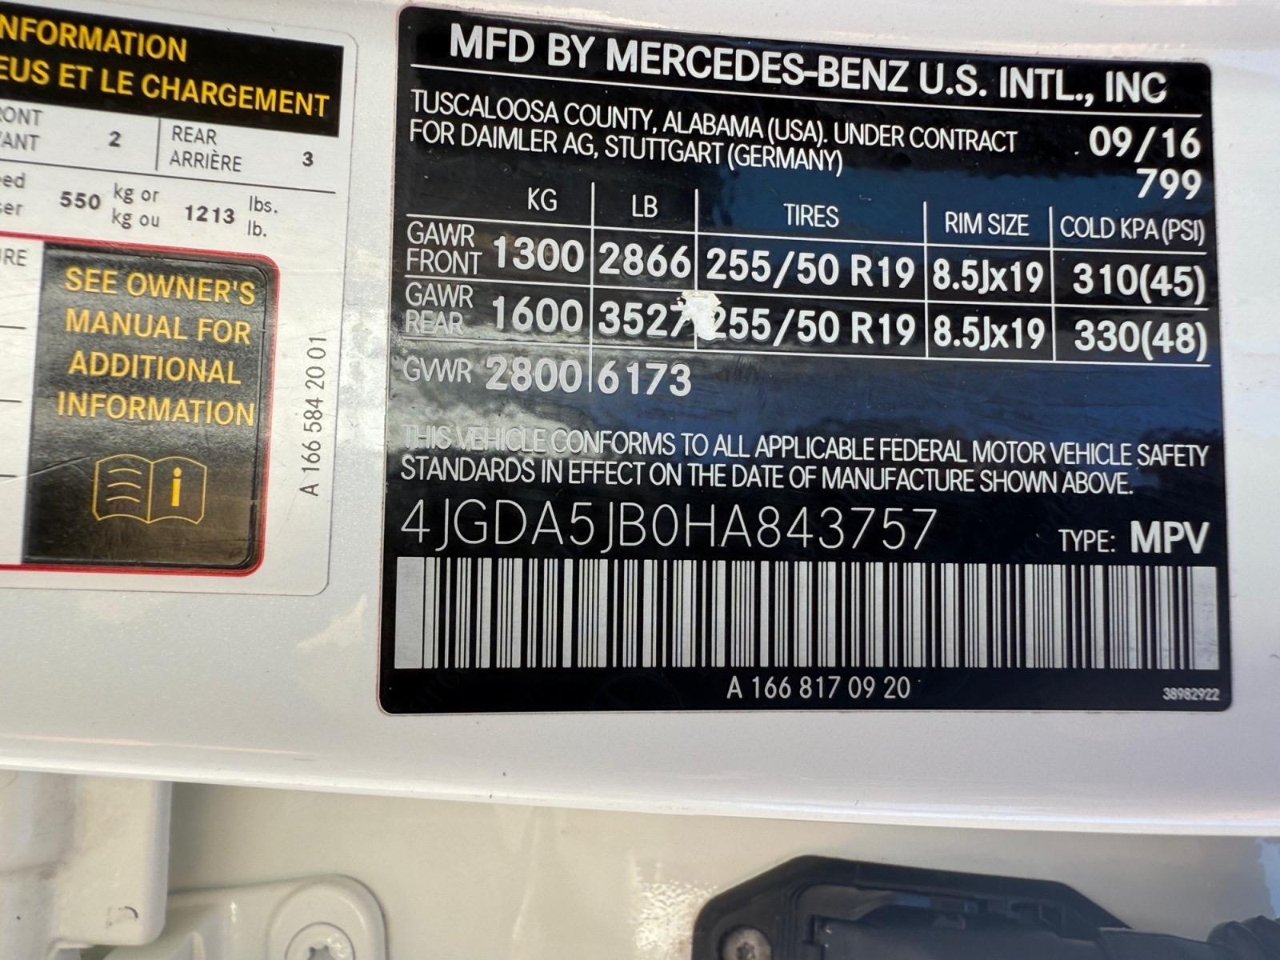 INFORMATION
EUS ET LE CHARGEMENT
2
REAR
ARRIÈRE
3
550
kg or
kg ou
1213
lbs.
lb.
SEE OWNER'S
MANUAL FOR
ADDITIONAL
INFORMATION
i
A 166 584 20 01
MFD BY MERCEDES-BENZ U.S. INTL., INC
TUSCALOOSA COUNTY, ALABAMA (USA). UNDER CONTRACT
FOR DAIMLER AG, STUTTGART (GERMANY)
09/16
799
KG LB TIRES RIM SIZE COLD KPA (PSI)
GAWR FRONT 1300 2866 255/50 R19 8.5Jx19 310(45)
GAWR REAR 1600 3527 255/50 R19 8.5Jx19 330(48)
GVWR 2800 6173
THIS VEHICLE CONFORMS TO ALL APPLICABLE FEDERAL MOTOR VEHICLE SAFETY
STANDARDS IN EFFECT ON THE DATE OF MANUFACTURE SHOWN ABOVE.
4JGDA5JB0HA843757
TYPE: MPV
A 166 817 09 20
38982922